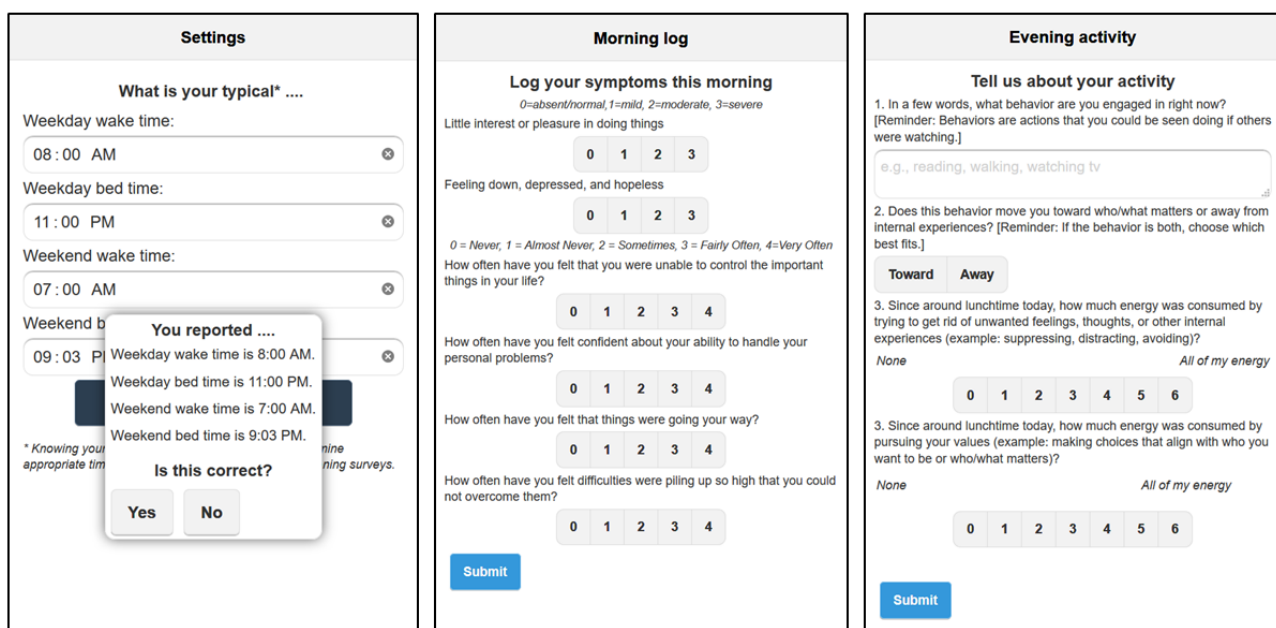 Settings
What is your typical* ....
Weekday wake time:
08:00 AM
Weekday bed time:
11:00 PM
Weekend wake time:
07:00 AM
Weekend b
09:03 P
You reported ....
Weekday wake time is 8:00 AM.
Weekday bed time is 11:00 PM.
Weekend wake time is 7:00 AM.
Weekend bed time is 9:03 PM.
Is this correct?
Yes No
* Knowing your
appropriate tim
ning surveys.
Morning log
Log your symptoms this morning
0=absent/normal,1=mild, 2=moderate, 3=severe
Little interest or pleasure in doing things
0 1 2 3
Feeling down, depressed, and hopeless
0 1 2 3
0 = Never, 1 = Almost Never, 2 = Sometimes, 3 = Fairly Often, 4=Very Often
How often have you felt that you were unable to control the important
things in your life?
0 1 2 3 4
How often have you felt confident about your ability to handle your
personal problems?
0 1 2 3 4
How often have you felt that things were going your way?
0 1 2 3 4
How often have you felt difficulties were piling up so high that you could
not overcome them?
0 1 2 3 4
Submit
Evening activity
Tell us about your activity
1. In a few words, what behavior are you engaged in right now?
[Reminder: Behaviors are actions that you could be seen doing if others
were watching.]
e.g., reading, walking, watching tv
2. Does this behavior move you toward who/what matters or away from
internal experiences? [Reminder: If the behavior is both, choose which
best fits.]
Toward Away
3. Since around lunchtime today, how much energy was consumed by
trying to get rid of unwanted feelings, thoughts, or other internal
experiences (example: suppressing, distracting, avoiding)?
None All of my energy
0 1 2 3 4 5 6
3. Since around lunchtime today, how much energy was consumed by
pursuing your values (example: making choices that align with who you
want to be or who/what matters)?
None All of my energy
0 1 2 3 4 5 6
Submit